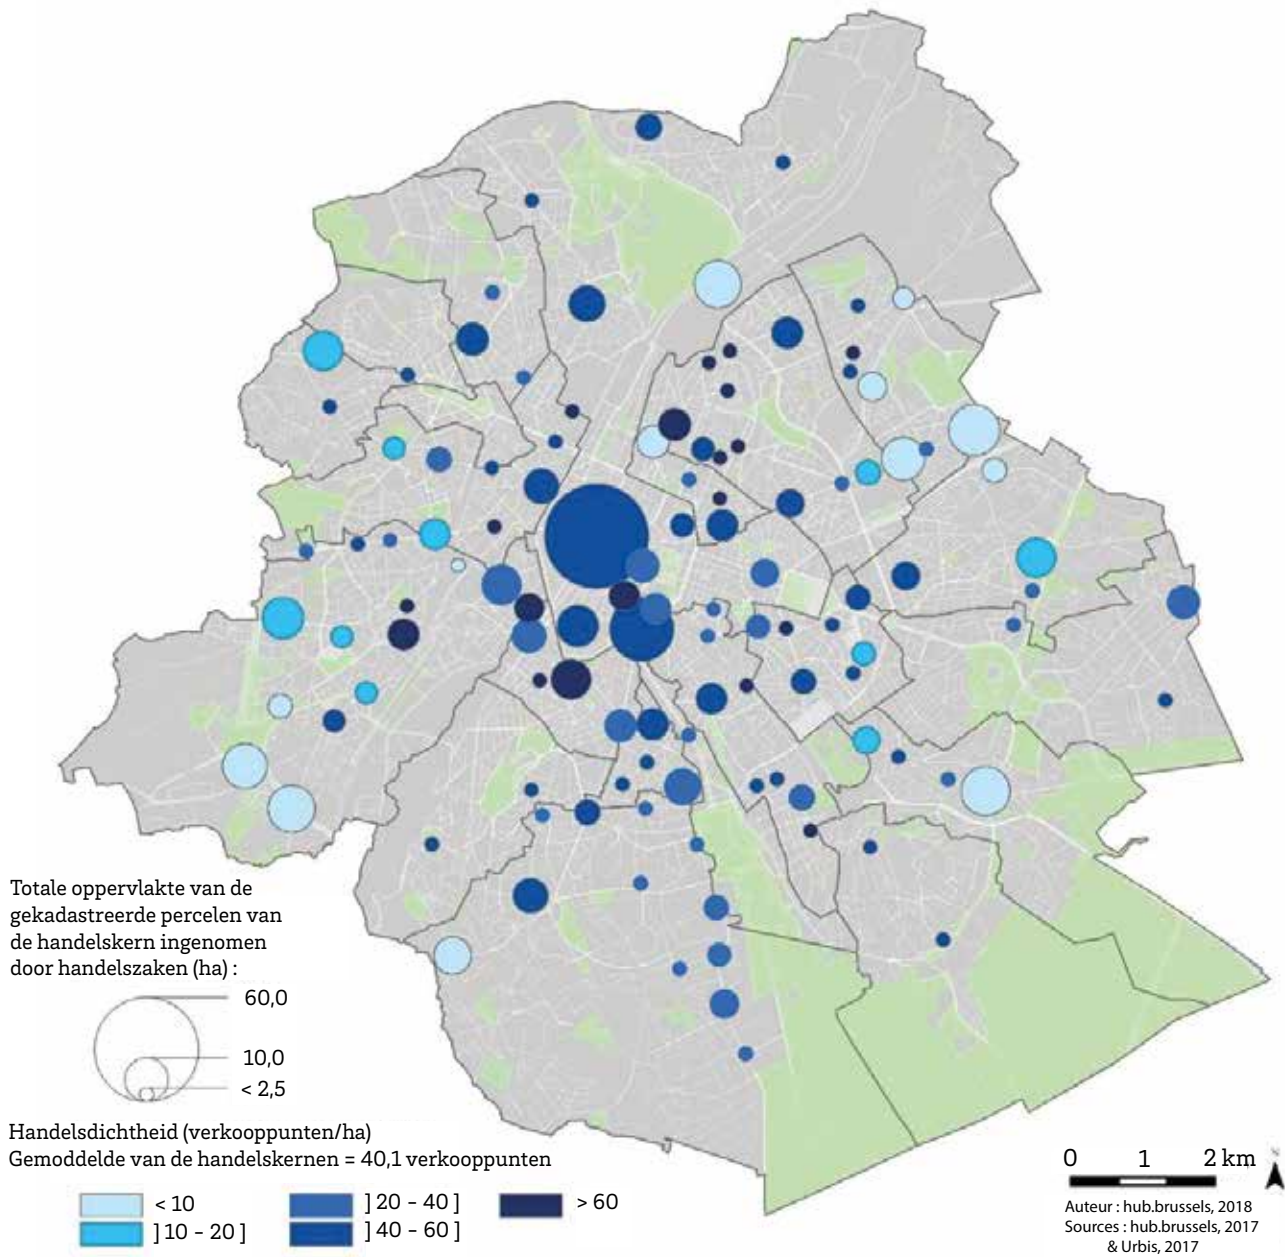 Totale oppervlakte van de
gekadastreerde percelen van
de handelskern ingenomen
door handelszaken (ha) :
60,0
10,0
< 2,5
Handelsdichtheid (verkooppunten/ha)
Gemoddelde van de handelskernen = 40,1 verkooppunten
< 10
] 10 - 20 ]
] 20 - 40 ]
] 40 - 60 ]
> 60
0 1 2 km
N
Auteur : hub.brussels, 2018
Sources : hub.brussels, 2017
& Urbis, 2017